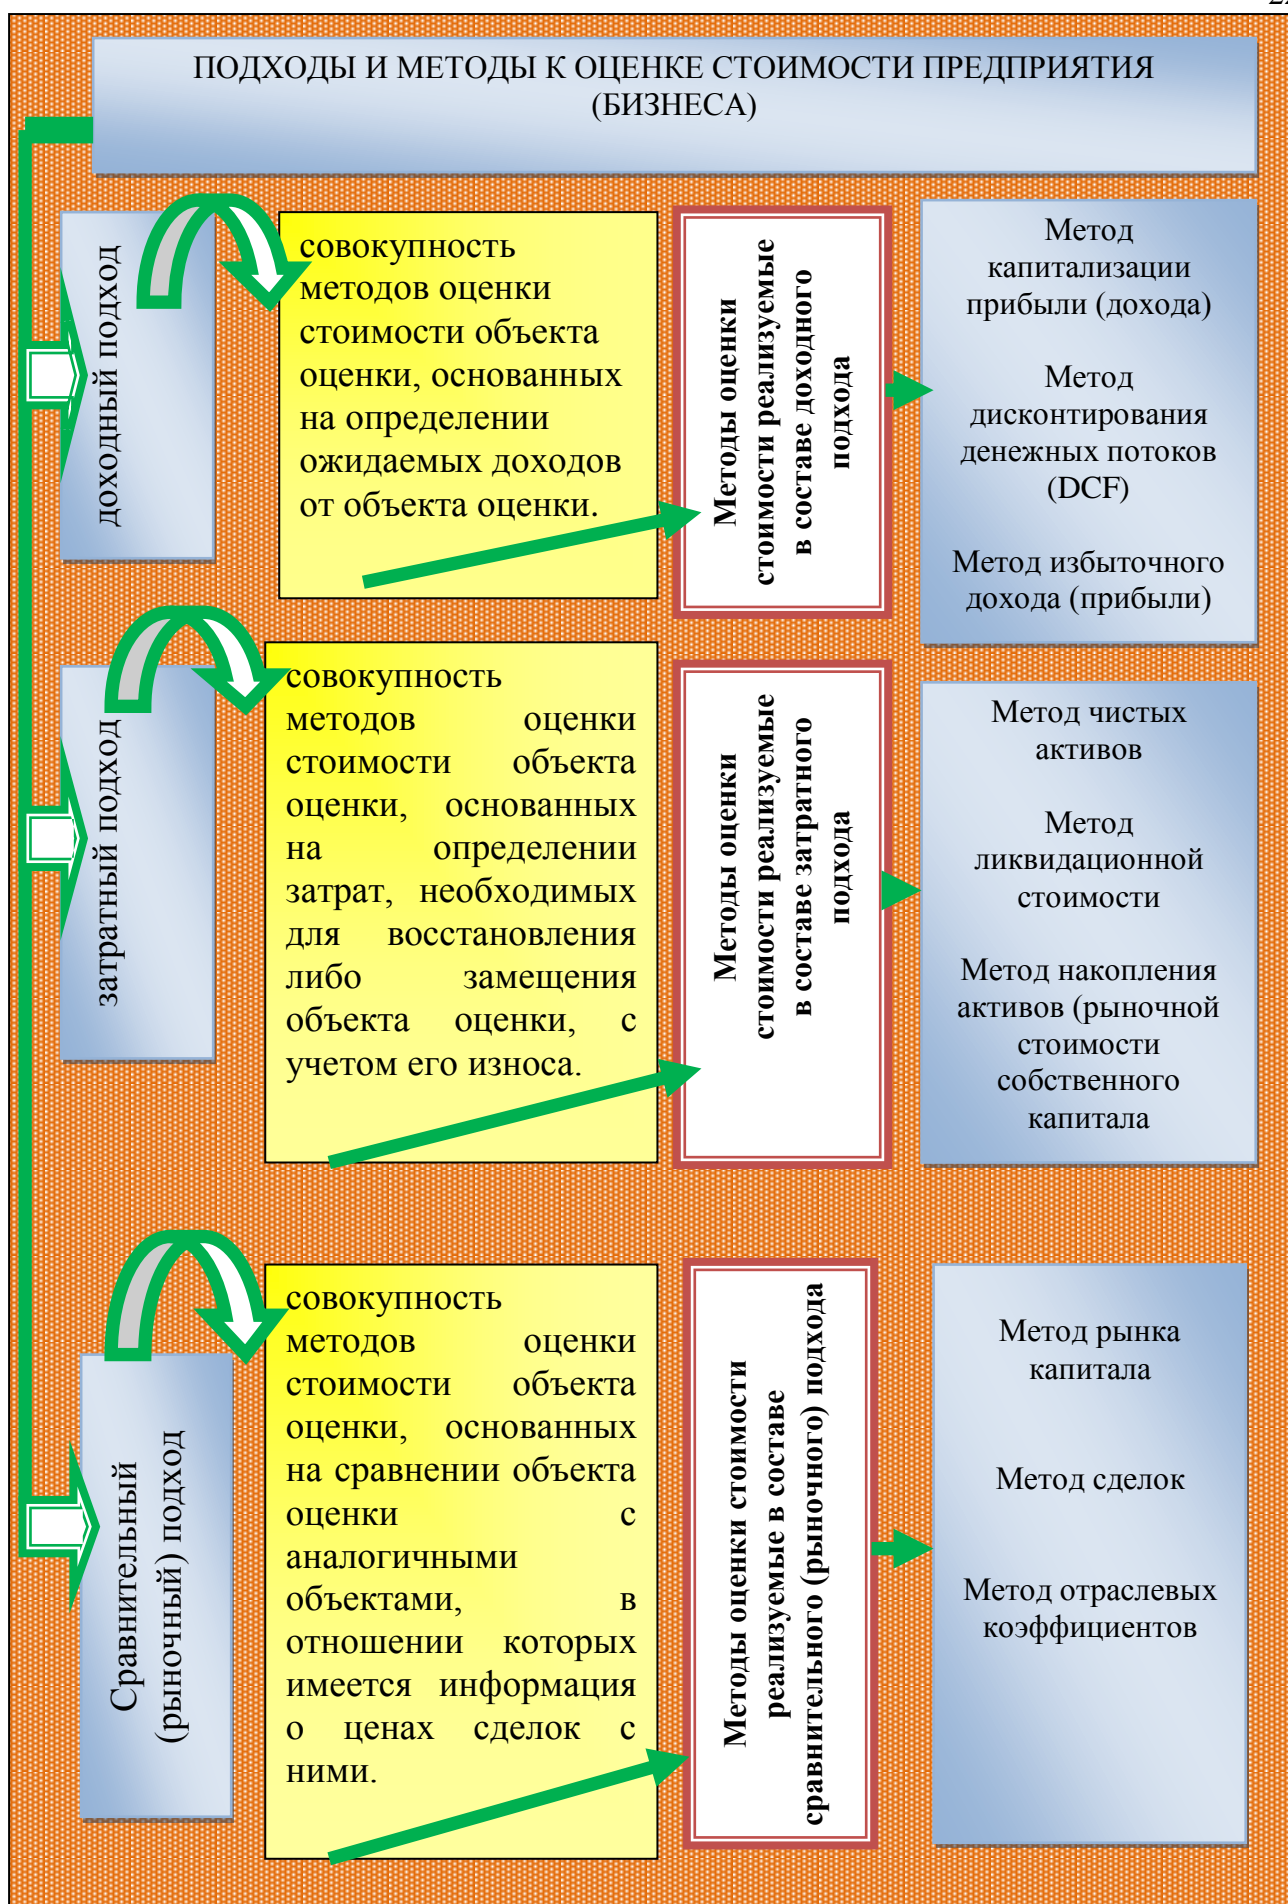 ПОДХОДЫ И МЕТОДЫ К ОЦЕНКЕ СТОИМОСТИ ПРЕДПРИЯТИЯ
(БИЗНЕСА)
доходный подход
совокупность
методов оценки
стоимости объекта
оценки, основанных
на определении
ожидаемых доходов
от объекта оценки.
Методы оценки
стоимости реализуемые
в составе доходного
подхода
Метод
капитализации
прибыли (дохода)
Метод
дисконтирования
денежных потоков
(DCF)
Метод избыточного
дохода (прибыли)
затратный подход
совокупность
методов оценки
стоимости объекта
оценки, основанных
на определении
затрат, необходимых
для восстановления
либо замещения
объекта оценки, с
учетом его износа.
Методы оценки
стоимости реализуемые
в составе затратного
подхода
Метод чистых
активов
Метод
ликвидационной
стоимости
Метод накопления
активов (рыночной
стоимости
собственного
капитала
Сравнительный
(рыночный) подход
совокупность
методов оценки
стоимости объекта
оценки, основанных
на сравнении объекта
оценки с
аналогичными
объектами, в
отношении которых
имеется информация
о ценах сделок с
ними.
Методы оценки стоимости
реализуемые в составе
сравнительного (рыночного) подхода
Метод рынка
капитала
Метод сделок
Метод отраслевых
коэффициентов